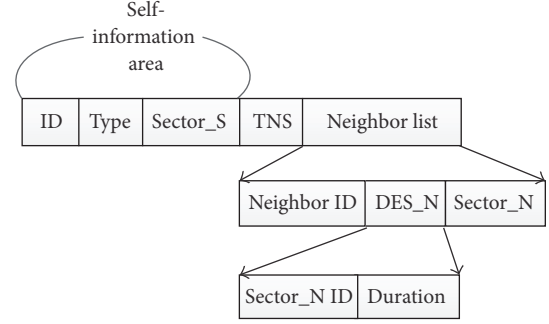 Self-
information
area
ID Type Sector_S TNS Neighbor list
Neighbor ID DES_N Sector_N
Sector_N ID Duration